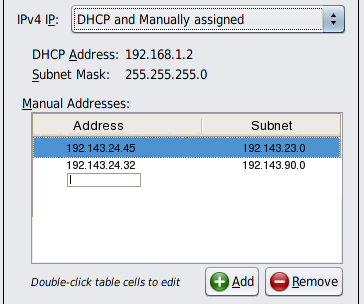 IPv4 IP: DHCP and Manually assigned
DHCP Address: 192.168.1.2
Subnet Mask: 255.255.255.0
Manual Addresses:
Address Subnet
192.143.24.45 192.143.23.0
192.143.24.32 192.143.90.0
Double-click table cells to edit Add Remove